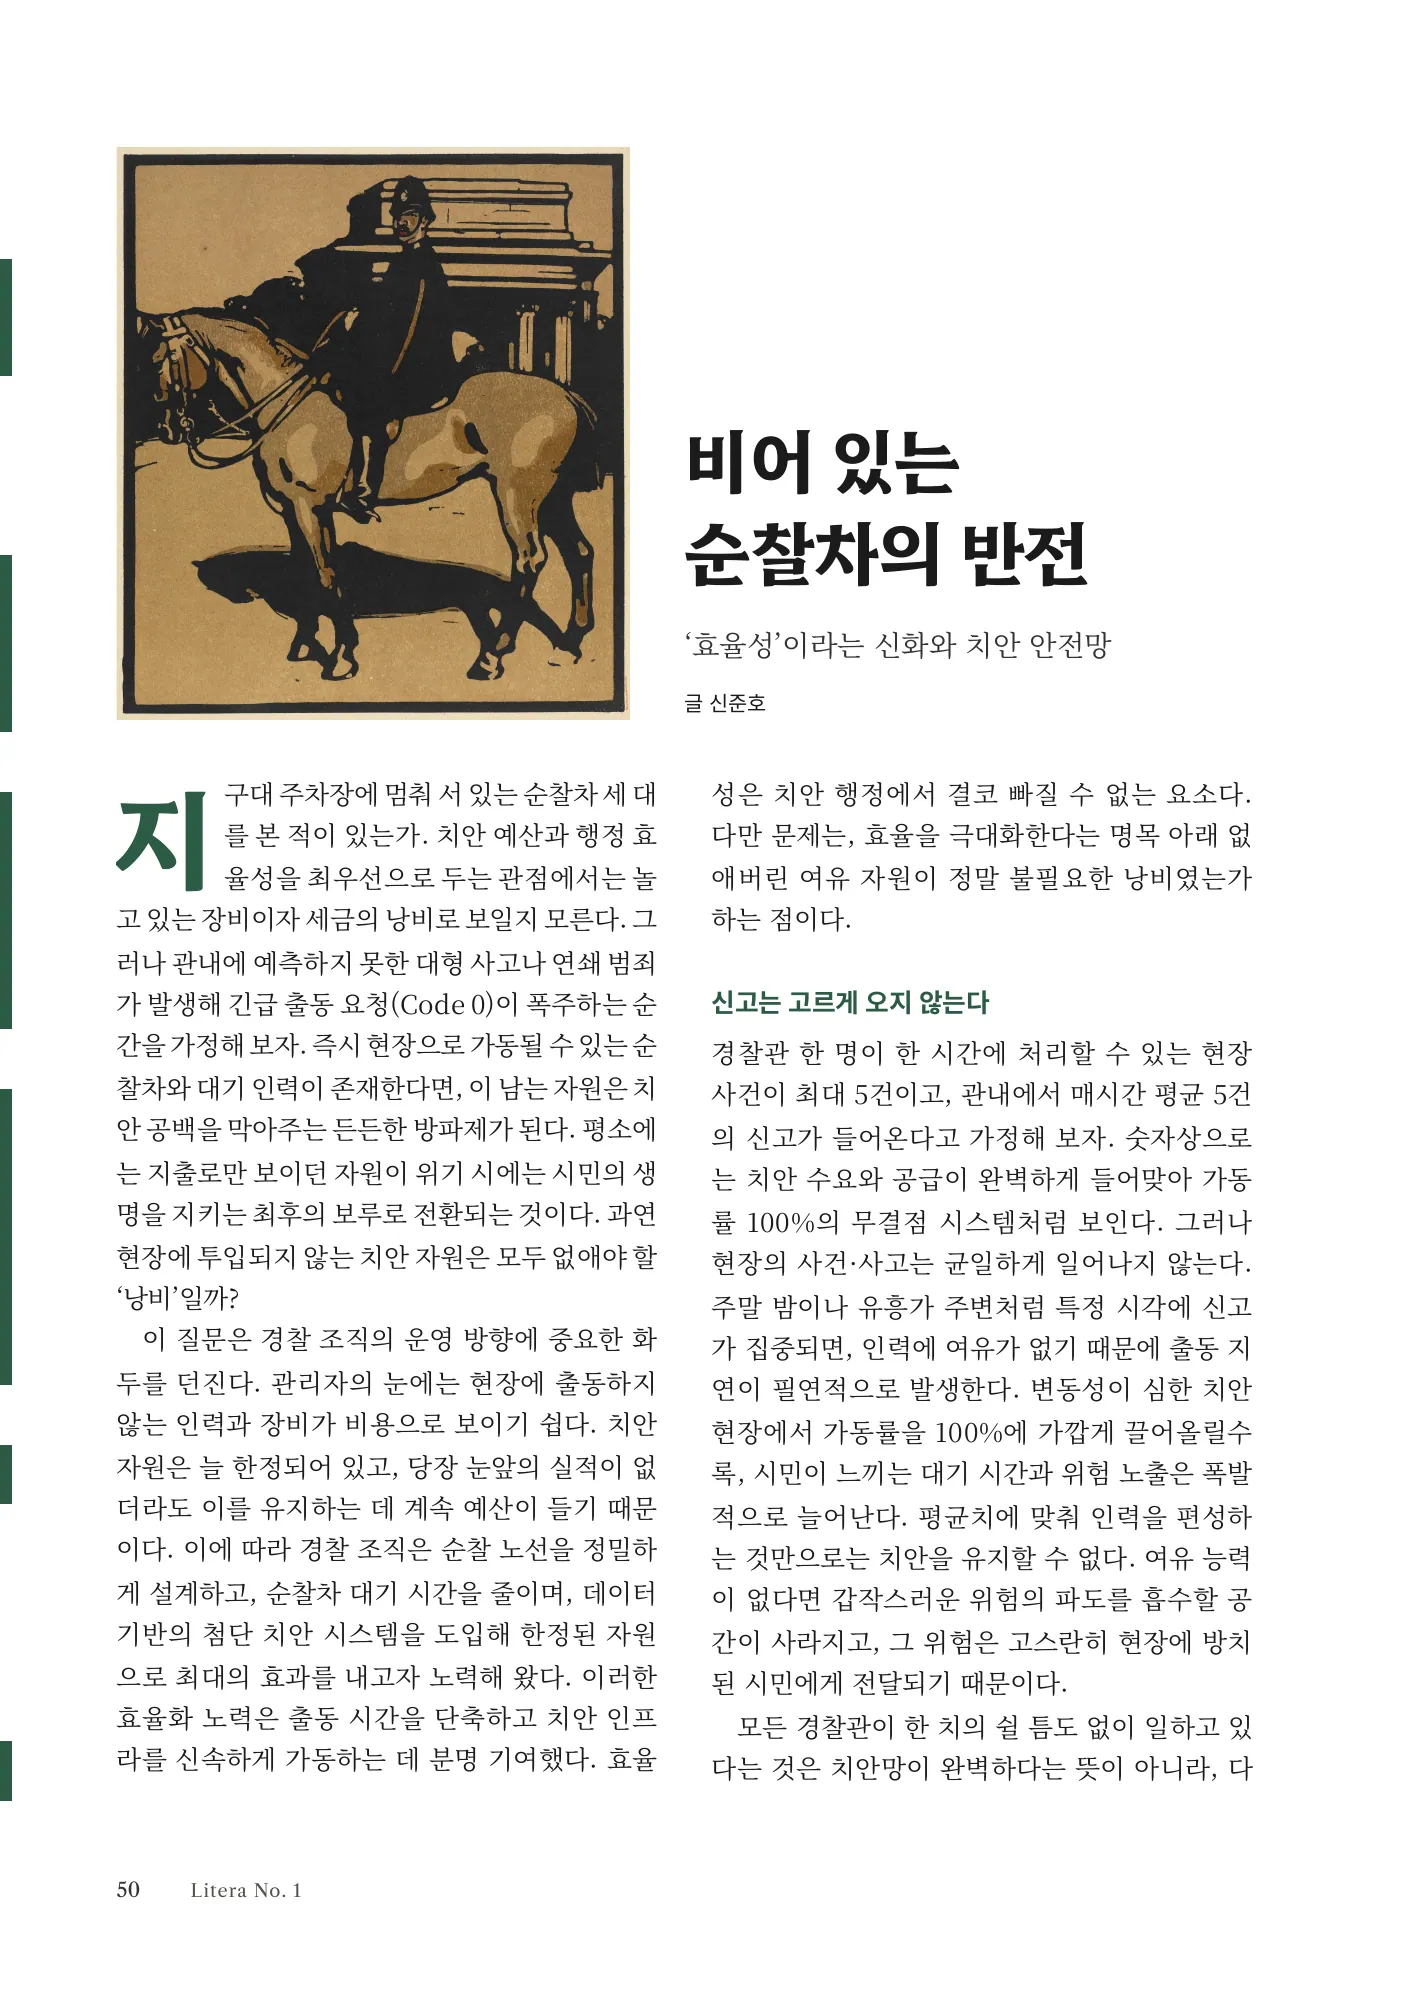 비어 있는
순찰차의 반전
‘효율성’이라는 신화와 치안 안전망
글 신준호
지구대 주차장에 멈춰 서 있는 순찰차 세 대
를 본 적이 있는가. 치안 예산과 행정 효
율성을 최우선으로 두는 관점에서는 놀
고 있는 장비이자 세금의 낭비로 보일지 모른다. 그
러나 관내에 예측하지 못한 대형 사고나 연쇄 범죄
가 발생해 긴급 출동 요청(Code 0)이 폭주하는 순
간을 가정해 보자. 즉시 현장으로 가동될 수 있는 순
찰차와 대기 인력이 존재한다면, 이 남는 자원은 치
안 공백을 막아주는 든든한 방파제가 된다. 평소에
는 지출로만 보이던 자원이 위기 시에는 시민의 생
명을 지키는 최후의 보루로 전환되는 것이다. 과연
현장에 투입되지 않는 치안 자원은 모두 없애야 할
‘낭비’일까?
이 질문은 경찰 조직의 운영 방향에 중요한 화
두를 던진다. 관리자의 눈에는 현장에 출동하지
않는 인력과 장비가 비용으로 보이기 쉽다. 치안
자원은 늘 한정되어 있고, 당장 눈앞의 실적이 없
더라도 이를 유지하는 데 계속 예산이 들기 때문
이다. 이에 따라 경찰 조직은 순찰 노선을 정밀하
게 설계하고, 순찰차 대기 시간을 줄이며, 데이터
기반의 첨단 치안 시스템을 도입해 한정된 자원
으로 최대의 효과를 내고자 노력해 왔다. 이러한
효율화 노력은 출동 시간을 단축하고 치안 인프
라를 신속하게 가동하는 데 분명 기여했다. 효율
성은 치안 행정에서 결코 빠질 수 없는 요소다.
다만 문제는, 효율을 극대화한다는 명목 아래 없
애버린 여유 자원이 정말 불필요한 낭비였는가
하는 점이다.
신고는 고르게 오지 않는다
경찰관 한 명이 한 시간에 처리할 수 있는 현장
사건이 최대 5건이고, 관내에서 매시간 평균 5건
의 신고가 들어온다고 가정해 보자. 숫자상으로
는 치안 수요와 공급이 완벽하게 들어맞아 가동
률 100%의 무결점 시스템처럼 보인다. 그러나
현장의 사건·사고는 균일하게 일어나지 않는다.
주말 밤이나 유흥가 주변처럼 특정 시각에 신고
가 집중되면, 인력에 여유가 없기 때문에 출동 지
연이 필연적으로 발생한다. 변동성이 심한 치안
현장에서 가동률을 100%에 가깝게 끌어올릴수
록, 시민이 느끼는 대기 시간과 위험 노출은 폭발
적으로 늘어난다. 평균치에 맞춰 인력을 편성하
는 것만으로는 치안을 유지할 수 없다. 여유 능력
이 없다면 갑작스러운 위험의 파도를 흡수할 공
간이 사라지고, 그 위험은 고스란히 현장에 방치
된 시민에게 전달되기 때문이다.
모든 경찰관이 한 치의 쉴 틈도 없이 일하고 있
다는 것은 치안망이 완벽하다는 뜻이 아니라, 다
50 Litera No. 1